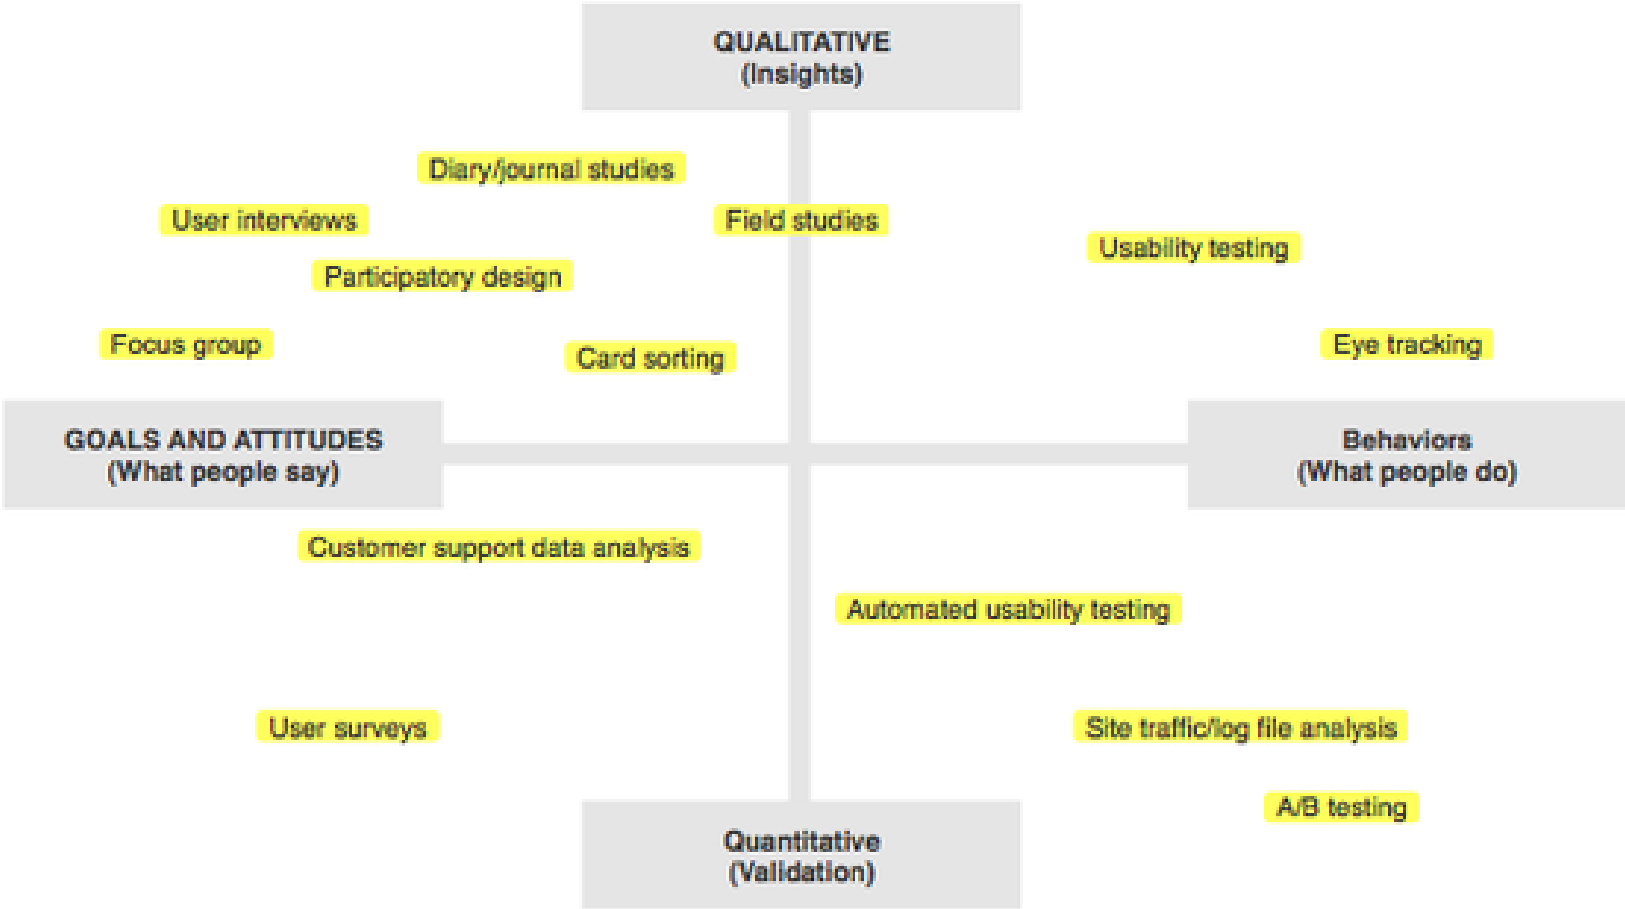 QUALITATIVE
(Insights)
Diary/journal studies
User interviews
Field studies
Usability testing
Participatory design
Focus group
Card sorting
Eye tracking
GOALS AND ATTITUDES
(What people say)
Behaviors
(What people do)
Customer support data analysis
Automated usability testing
User surveys
Site traffic/log file analysis
A/B testing
Quantitative
(Validation)